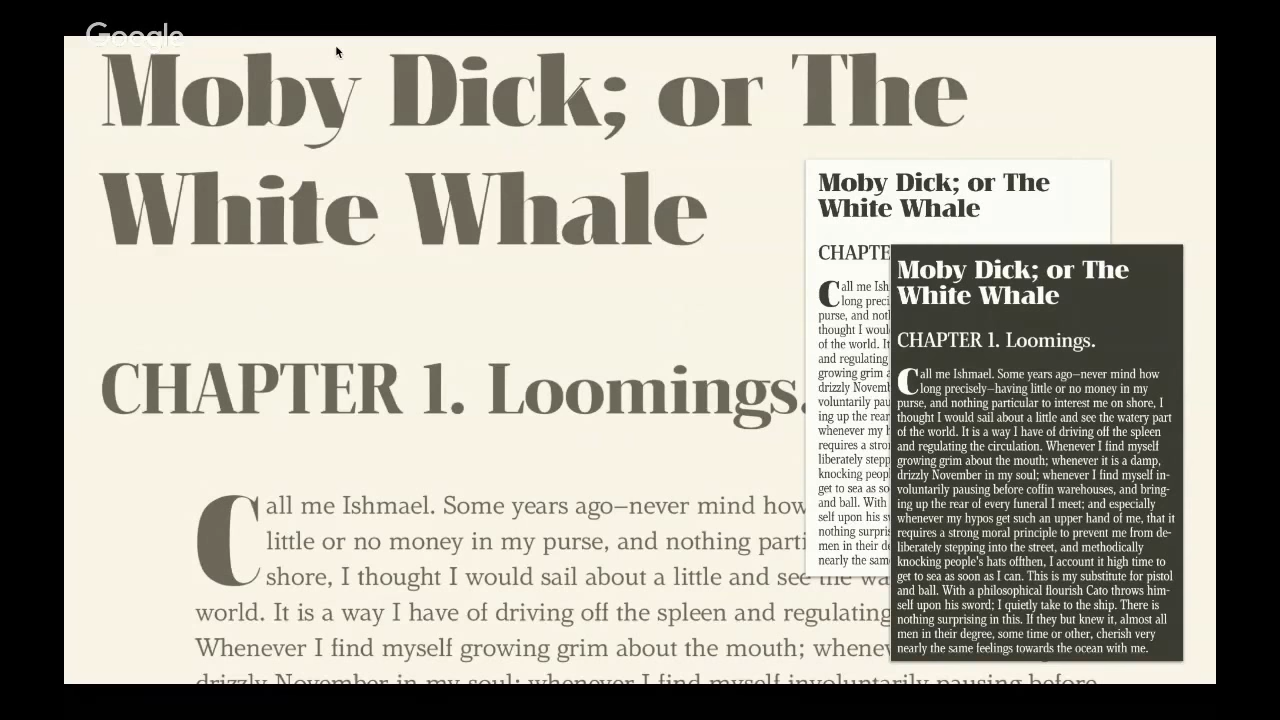 Google
Moby Dick; or The
White Whale
CHAPTER 1. Loomings.
Call me Ishmael. Some years ago—never mind how
little or no money in my purse, and nothing parti
shore, I thought I would sail about a little and see the wa
world. It is a way I have of driving off the spleen and regulating
Whenever I find myself growing grim about the mouth; whenev
drizzly November in my soul; whenever I find myself involuntarily pausing before
Moby Dick; or The
White Whale
CHAPTE
Call me Ish
long preci
purse, and notl
thought I woul
of the world. It
and regulating
growing grim a
drizzly Novemb
voluntarily pau
ing up the rear
whenever my h
requires a stron
liberately stepp
knocking peopl
get to sea as so
and ball. With
self upon his sw
nothing surpris
men in their de
nearly the same
Moby Dick; or The
White Whale
CHAPTER 1. Loomings.
Call me Ishmael. Some years ago—never mind how
long precisely—having little or no money in my
purse, and nothing particular to interest me on shore, I
thought I would sail about a little and see the watery part
of the world. It is a way I have of driving off the spleen
and regulating the circulation. Whenever I find myself
growing grim about the mouth; whenever it is a damp,
drizzly November in my soul; whenever I find myself in-
voluntarily pausing before coffin warehouses, and bring-
ing up the rear of every funeral I meet; and especially
whenever my hypos get such an upper hand of me, that it
requires a strong moral principle to prevent me from de-
liberately stepping into the street, and methodically
knocking people's hats offthen, I account it high time to
get to sea as soon as I can. This is my substitute for pistol
and ball. With a philosophical flourish Cato throws him-
self upon his sword; I quietly take to the ship. There is
nothing surprising in this. If they but knew it, almost all
men in their degree, some time or other, cherish very
nearly the same feelings towards the ocean with me.